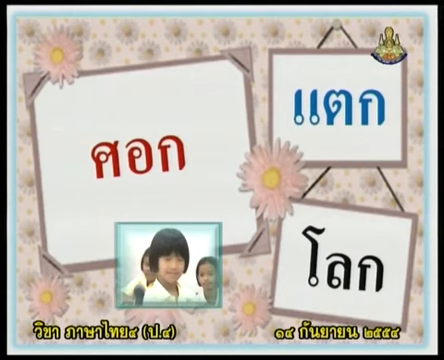 ศอก
แตก
โลก
วิชา ภาษาไทย๔ (ป.๔)
๑๔ กันยายน ๒๕๕๔